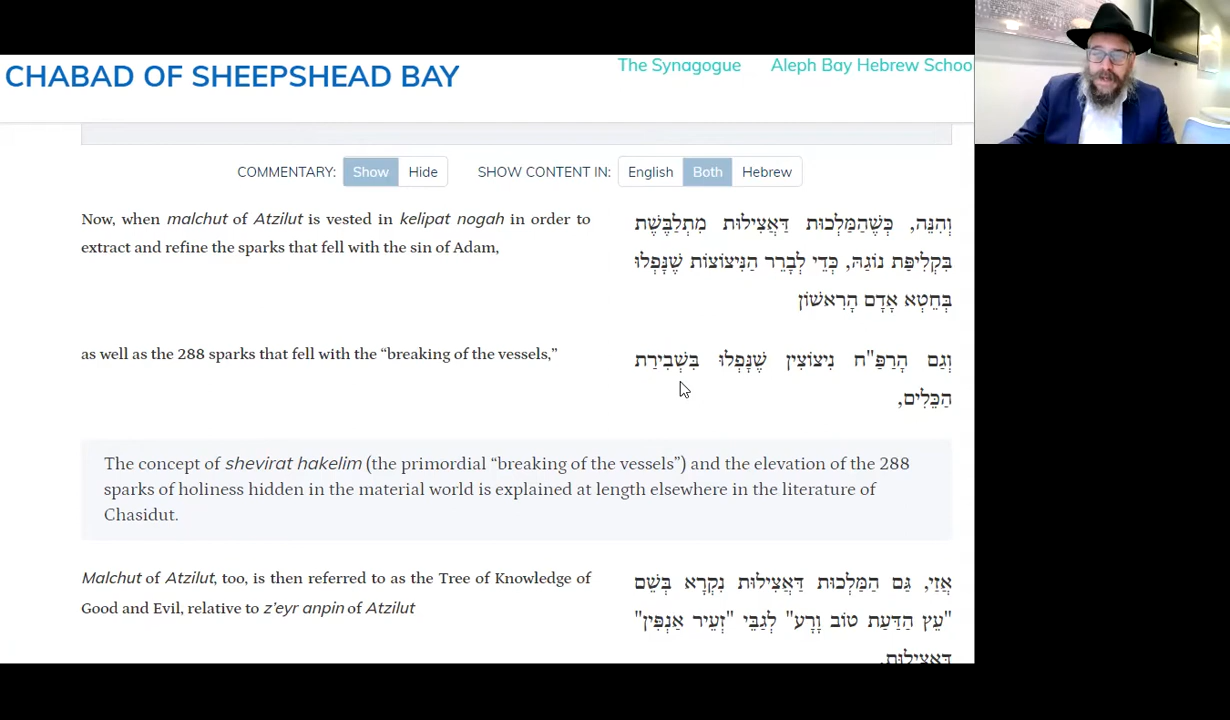 CHABAD OF SHEEPSHEAD BAY
The Synagogue Aleph Bay Hebrew Schoo
COMMENTARY: Show Hide SHOW CONTENT IN: English Both Hebrew
Now, when malchut of Atzilut is vested in kelipat nogah in order to
extract and refine the sparks that fell with the sin of Adam,
וְהִנֵּה, כְּשֶׁהַמַּלְכוּת דַּאֲצִילוּת מִתְלַבֶּשֶׁת
בִּקְלִיפַּת נוֹגַהּ, כְּדֵי לְבָרֵר הַנִּיצוֹצוֹת שֶׁנָּפְלוּ
בְּחֵטְא אָדָם הָרִאשׁוֹן
as well as the 288 sparks that fell with the “breaking of the vessels,”
וְגַם הָרַפַּ"ח נִיצוֹצִין שֶׁנָּפְלוּ בִּשְׁבִירַת
הַכֵּלִים,
The concept of shevirat hakelim (the primordial “breaking of the vessels”) and the elevation of the 288
sparks of holiness hidden in the material world is explained at length elsewhere in the literature of
Chasidut.
Malchut of Atzilut, too, is then referred to as the Tree of Knowledge of
Good and Evil, relative to z’eyr anpin of Atzilut
אֲזַי, גַּם הַמַּלְכוּת דַּאֲצִילוּת נִקְרָא בְּשֵׁם
"עֵץ הַדַּעַת טוֹב וָרָע" לְגַבֵּי "זְעֵיר אַנְפִּין"
דַּאֲצִילוּת.